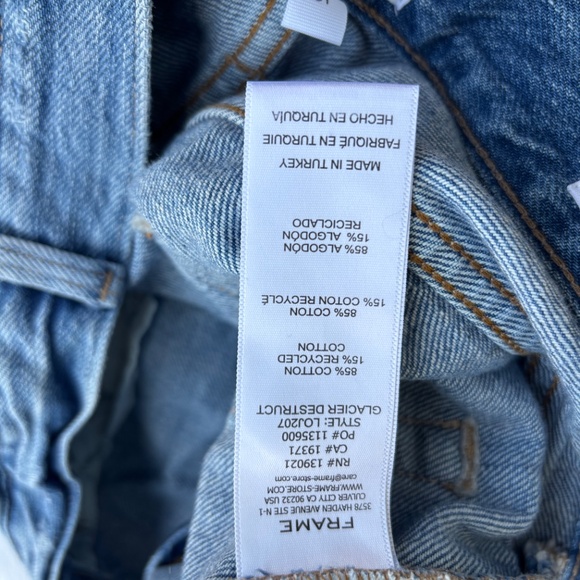 FRAME
3578 HAYDEN AVENUE STE N-1
CULVER CITY CA 90232 USA
WWW.FRAME-STORE.COM
care@frame-store.com
RN# 139021
CA# 19371
PO# 1135600
STYLE: LOJ207
GLACIER DESTRUCT
85% COTTON
15% RECYCLED
COTTON
85% COTON
15% COTON RECYCLÉ
85% ALGODÓN
15% ALGODÓN
RECICLADO
MADE IN TURKEY
FABRIQUÉ EN TURQUIE
HECHO EN TURQUÍA